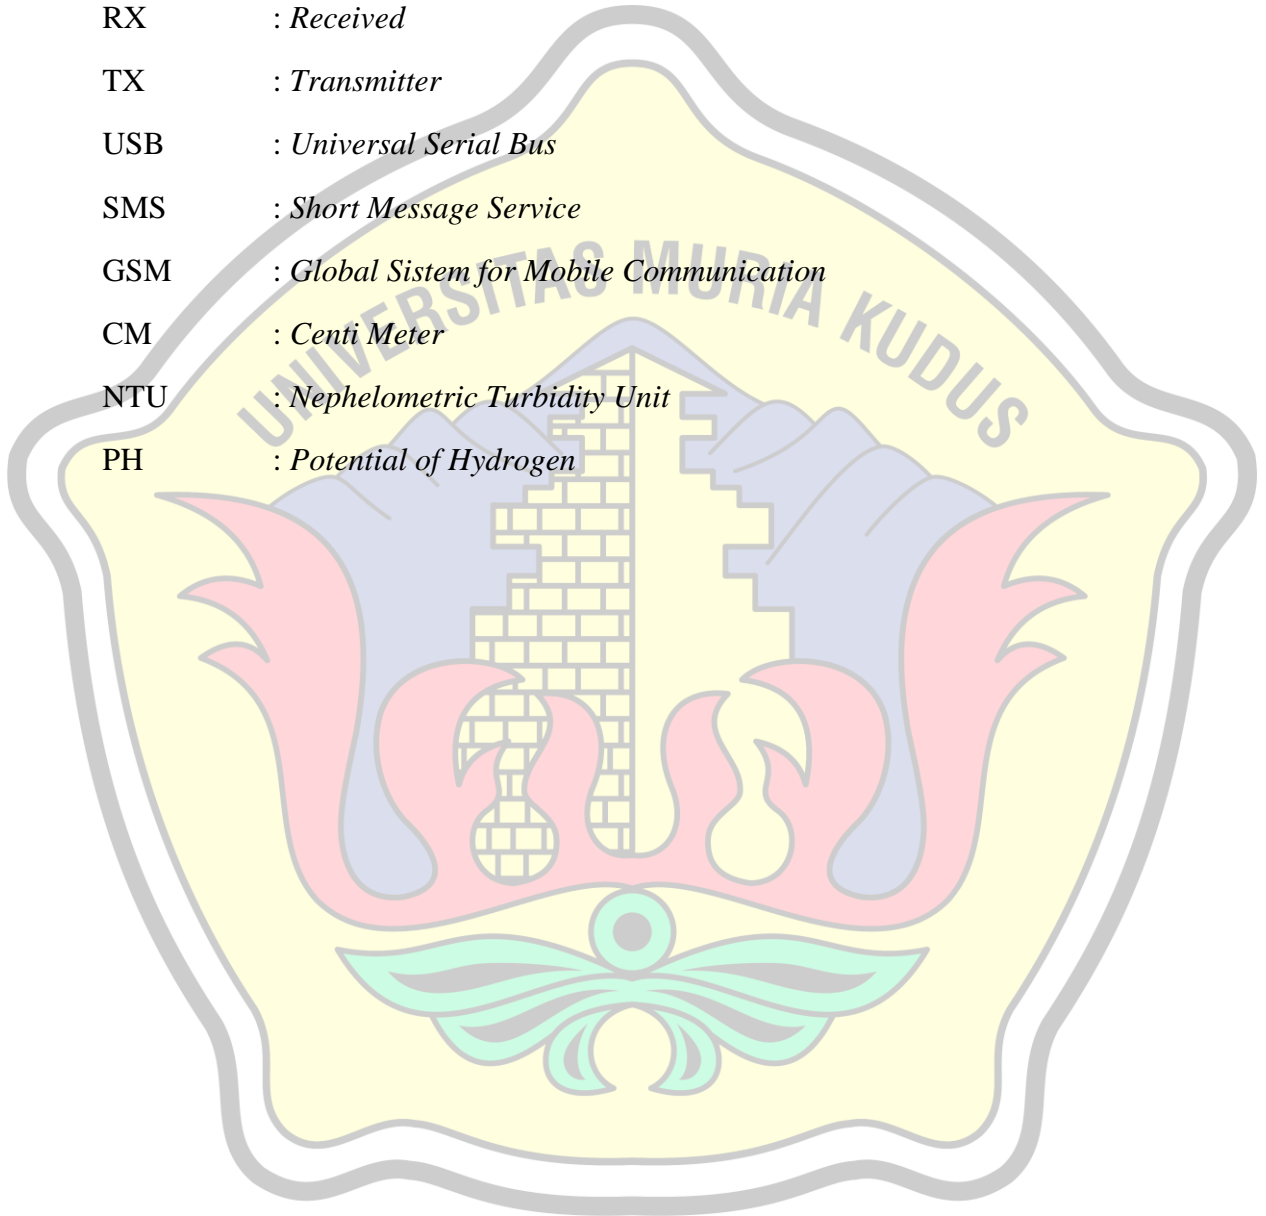 RX : Received
TX : Transmitter
USB : Universal Serial Bus
SMS : Short Message Service
GSM : Global Sistem for Mobile Communication
UNIVERSITAS MURIA KUDUS
CM : Centi Meter
NTU : Nephelometric Turbidity Unit
PH : Potential of Hydrogen